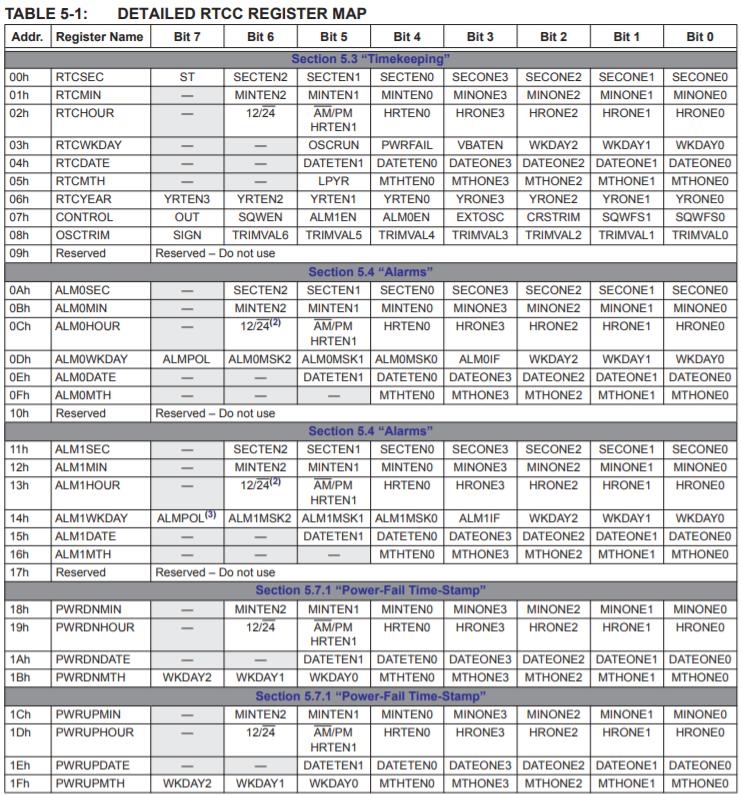 TABLE 5-1: DETAILED RTCC REGISTER MAP
Addr. Register Name Bit 7 Bit 6 Bit 5 Bit 4 Bit 3 Bit 2 Bit 1 Bit 0
Section 5.3 “Timekeeping”
00h RTCSEC ST SECTEN2 SECTEN1 SECTEN0 SECONE3 SECONE2 SECONE1 SECONE0
01h RTCMIN — MINTEN2 MINTEN1 MINTEN0 MINONE3 MINONE2 MINONE1 MINONE0
02h RTCHOUR — 12/24 AM/PM HRTEN0 HRONE3 HRONE2 HRONE1 HRONE0
HRTEN1
03h RTCWKDAY — — OSCRUN PWRFAIL VBATEN WKDAY2 WKDAY1 WKDAY0
04h RTCDATE — — DATETEN1 DATETEN0 DATEONE3 DATEONE2 DATEONE1 DATEONE0
05h RTCMTH — — LPYR MTHTEN0 MTHONE3 MTHONE2 MTHONE1 MTHONE0
06h RTCYEAR YRTEN3 YRTEN2 YRTEN1 YRTEN0 YRONE3 YRONE2 YRONE1 YRONE0
07h CONTROL OUT SQWEN ALM1EN ALM0EN EXTOSC CRSTRIM SQWFS1 SQWFS0
08h OSCTRIM SIGN TRIMVAL6 TRIMVAL5 TRIMVAL4 TRIMVAL3 TRIMVAL2 TRIMVAL1 TRIMVAL0
09h Reserved Reserved – Do not use
Section 5.4 “Alarms”
0Ah ALM0SEC — SECTEN2 SECTEN1 SECTEN0 SECONE3 SECONE2 SECONE1 SECONE0
0Bh ALM0MIN — MINTEN2 MINTEN1 MINTEN0 MINONE3 MINONE2 MINONE1 MINONE0
0Ch ALM0HOUR — 12/24(2) AM/PM HRTEN0 HRONE3 HRONE2 HRONE1 HRONE0
HRTEN1
0Dh ALM0WKDAY ALMPOL ALM0MSK2 ALM0MSK1 ALM0MSK0 ALM0IF WKDAY2 WKDAY1 WKDAY0
0Eh ALM0DATE — — DATETEN1 DATETEN0 DATEONE3 DATEONE2 DATEONE1 DATEONE0
0Fh ALM0MTH — — — MTHTEN0 MTHONE3 MTHONE2 MTHONE1 MTHONE0
10h Reserved Reserved – Do not use
Section 5.4 “Alarms”
11h ALM1SEC — SECTEN2 SECTEN1 SECTEN0 SECONE3 SECONE2 SECONE1 SECONE0
12h ALM1MIN — MINTEN2 MINTEN1 MINTEN0 MINONE3 MINONE2 MINONE1 MINONE0
13h ALM1HOUR — 12/24(2) AM/PM HRTEN0 HRONE3 HRONE2 HRONE1 HRONE0
HRTEN1
14h ALM1WKDAY ALMPOL(3) ALM1MSK2 ALM1MSK1 ALM1MSK0 ALM1IF WKDAY2 WKDAY1 WKDAY0
15h ALM1DATE — — DATETEN1 DATETEN0 DATEONE3 DATEONE2 DATEONE1 DATEONE0
16h ALM1MTH — — — MTHTEN0 MTHONE3 MTHONE2 MTHONE1 MTHONE0
17h Reserved Reserved – Do not use
Section 5.7.1 “Power-Fail Time-Stamp”
18h PWRDNMIN — MINTEN2 MINTEN1 MINTEN0 MINONE3 MINONE2 MINONE1 MINONE0
19h PWRDNHOUR — 12/24 AM/PM HRTEN0 HRONE3 HRONE2 HRONE1 HRONE0
HRTEN1
1Ah PWRDNDATE — — DATETEN1 DATETEN0 DATEONE3 DATEONE2 DATEONE1 DATEONE0
1Bh PWRDNMTH WKDAY2 WKDAY1 WKDAY0 MTHTEN0 MTHONE3 MTHONE2 MTHONE1 MTHONE0
Section 5.7.1 “Power-Fail Time-Stamp”
1Ch PWRUPMIN — MINTEN2 MINTEN1 MINTEN0 MINONE3 MINONE2 MINONE1 MINONE0
1Dh PWRUPHOUR — 12/24 AM/PM HRTEN0 HRONE3 HRONE2 HRONE1 HRONE0
HRTEN1
1Eh PWRUPDATE — — DATETEN1 DATETEN0 DATEONE3 DATEONE2 DATEONE1 DATEONE0
1Fh PWRUPMTH WKDAY2 WKDAY1 WKDAY0 MTHTEN0 MTHONE3 MTHONE2 MTHONE1 MTHONE0